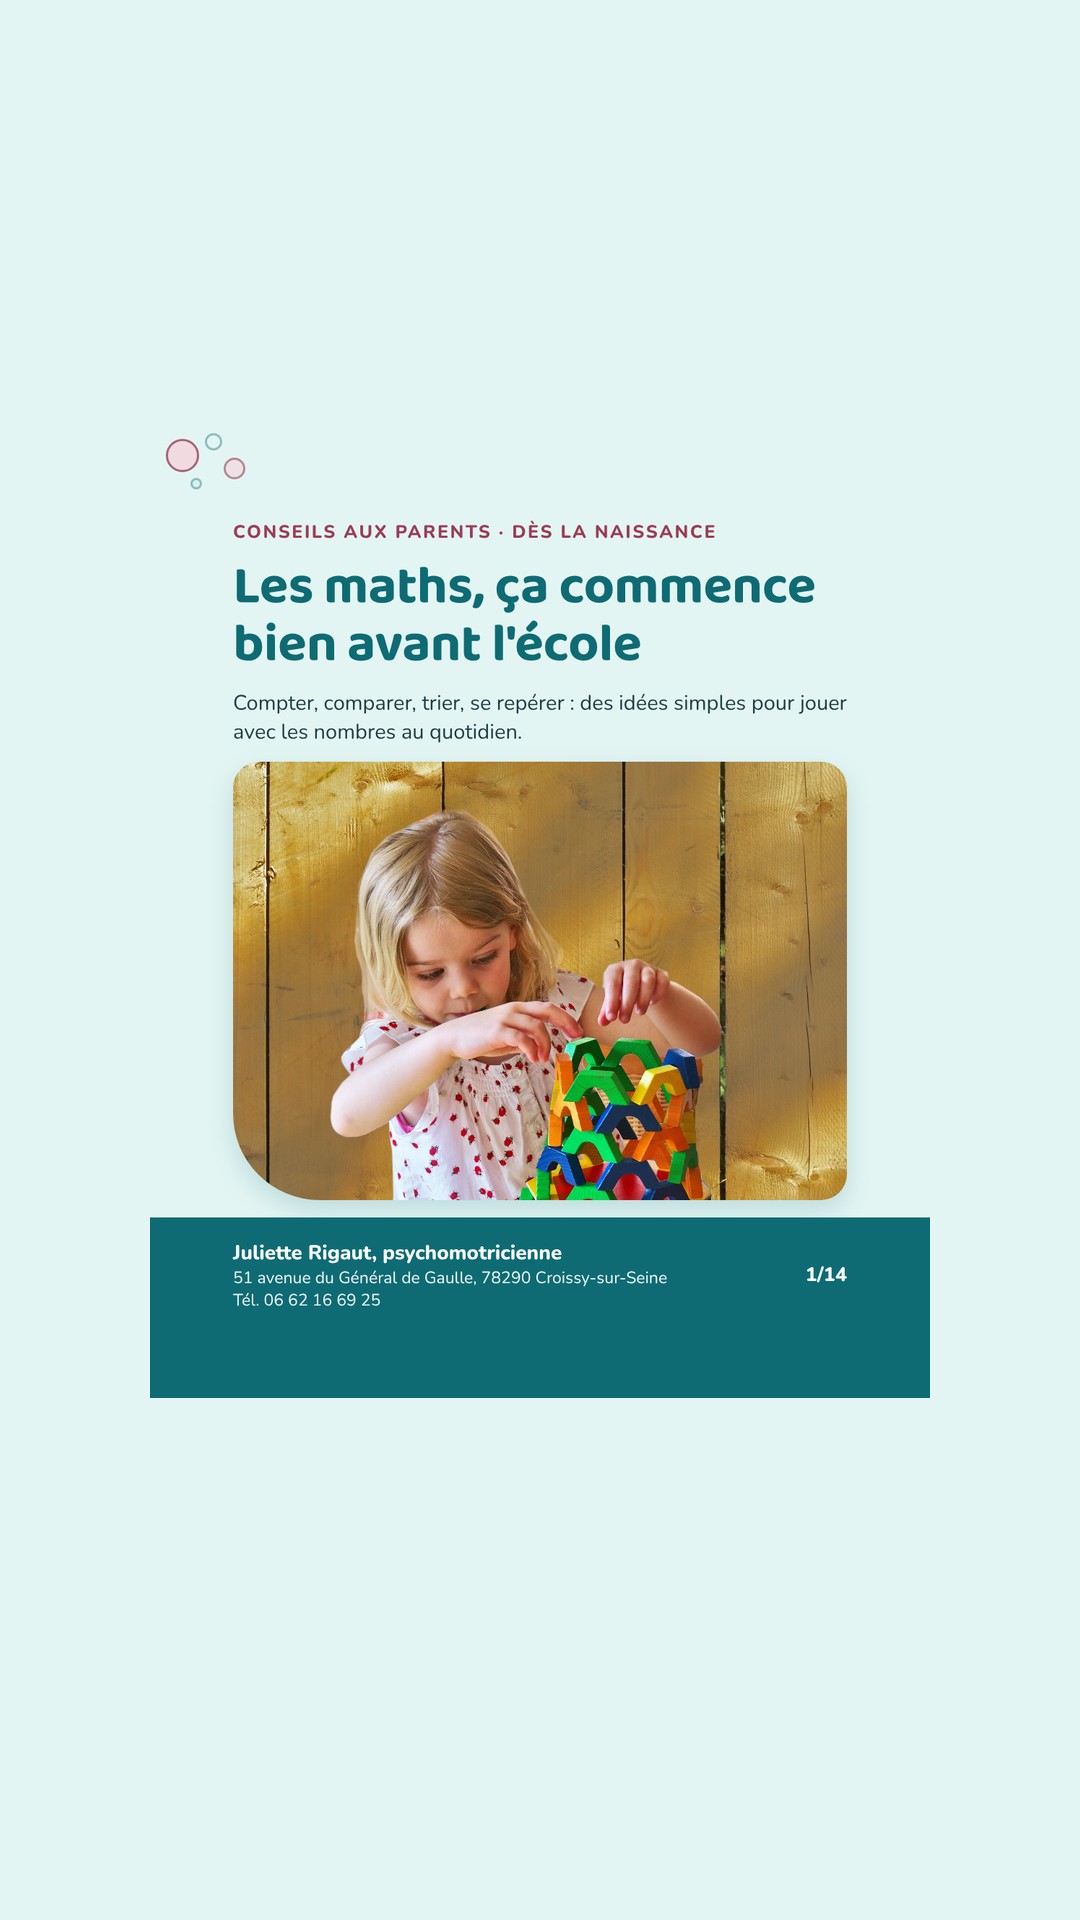 CONSEILS AUX PARENTS · DÈS LA NAISSANCE
Les maths, ça commence
bien avant l'école
Compter, comparer, trier, se repérer : des idées simples pour jouer
avec les nombres au quotidien.
Juliette Rigaut, psychomotricienne
51 avenue du Général de Gaulle, 78290 Croissy-sur-Seine
Tél. 06 62 16 69 25
1/14